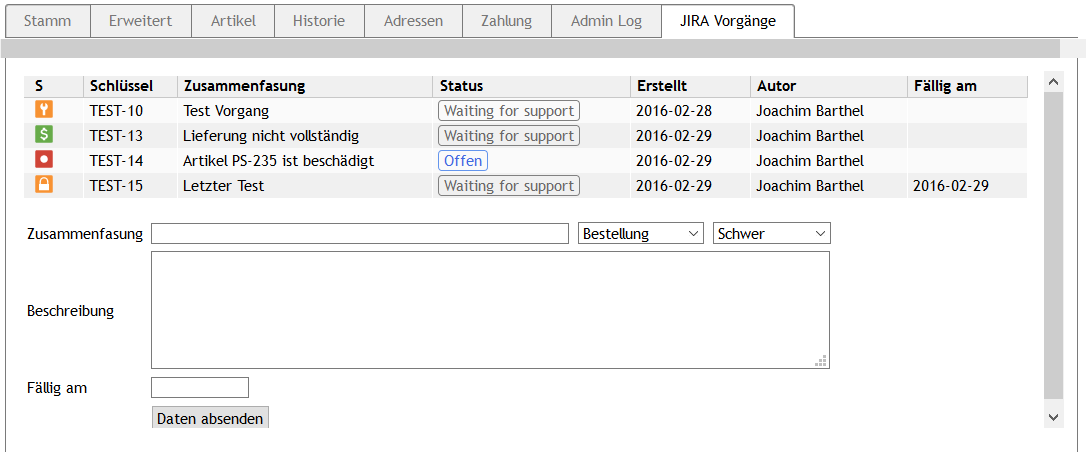 Stamm Erweitert Artikel Historie Adressen Zahlung Admin Log JIRA Vorgänge
S Schlüssel Zusammenfasung Status Erstellt Autor Fällig am
TEST-10 Test Vorgang Waiting for support 2016-02-28 Joachim Barthel
$ TEST-13 Lieferung nicht vollständig Waiting for support 2016-02-29 Joachim Barthel
TEST-14 Artikel PS-235 ist beschädigt Offen 2016-02-29 Joachim Barthel
TEST-15 Letzter Test Waiting for support 2016-02-29 Joachim Barthel 2016-02-29
Zusammenfasung Bestellung Schwer
Beschreibung
Fällig am
Daten absenden